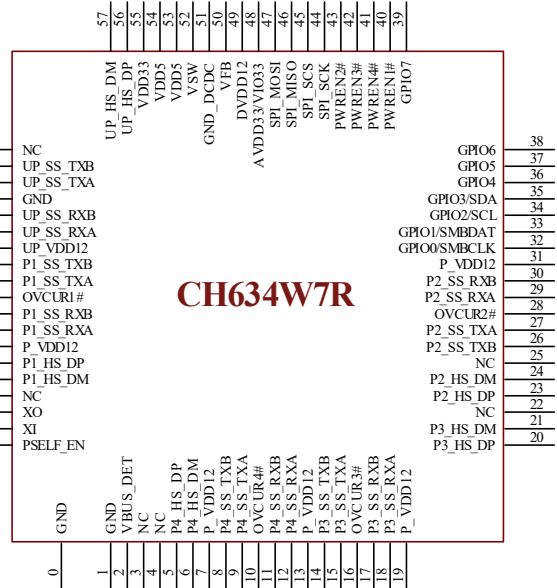 57
56
55
54
53
52
51
50
49
48
47
46
45
44
43
42
41
40
39
UP_HS_DM
UP_HS_DP
VDD33
VDD5
VDD5
VSW
GND_DCDC
VFB
DVDD12
AVDD33/VIO33
SPI_MOSI
SPI_MISO
SPI_SCS
SPI_SCK
PWREN2#
PWREN3#
PWREN4#
PWREN1#
GPIO7
NC
UP_SS_TXB
UP_SS_TXA
GND
UP_SS_RXB
UP_SS_RXA
UP_VDD12
P1_SS_TXB
P1_SS_TXA
OVCUR1#
P1_SS_RXB
P1_SS_RXA
P_VDD12
P1_HS_DP
P1_HS_DM
NC
XO
XI
PSELF_EN
CH634W7R
GPIO6 38
GPIO5 37
GPIO4 36
GPIO3/SDA 35
GPIO2/SCL 34
GPIO1/SMBDAT 33
GPIO0/SMBCLK 32
P_VDD12 31
P2_SS_RXB 30
P2_SS_RXA 29
OVCUR2# 28
P2_SS_TXA 27
P2_SS_TXB 26
NC 25
P2_HS_DM 24
P2_HS_DP 23
NC 22
P3_HS_DM 21
P3_HS_DP 20
GND
GND
VBUS_DET
NC
NC
P4_HS_DP
P4_HS_DM
P_VDD12
P4_SS_TXB
P4_SS_TXA
OVCUR4#
P4_SS_RXB
P4_SS_RXA
P_VDD12
P3_SS_TXB
P3_SS_TXA
OVCUR3#
P3_SS_RXB
P3_SS_RXA
P_VDD12
0
1
2
3
4
5
6
7
8
9
10
11
12
13
14
15
16
17
18
19